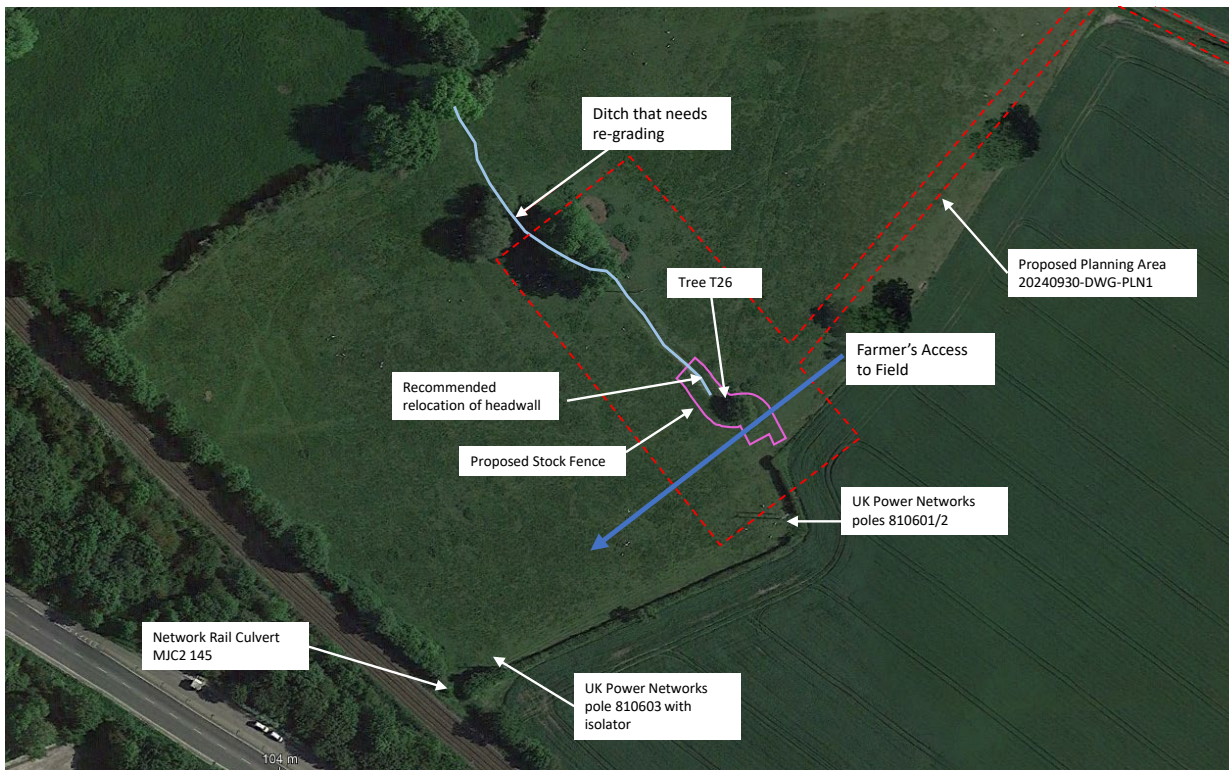 Ditch that needs
re-grading
Tree T26
Proposed Planning Area
20240930-DWG-PLN1
Farmer’s Access
to Field
Recommended
relocation of headwall
Proposed Stock Fence
UK Power Networks
poles 810601/2
Network Rail Culvert
MJC2 145
UK Power Networks
pole 810603 with
isolator
104 m